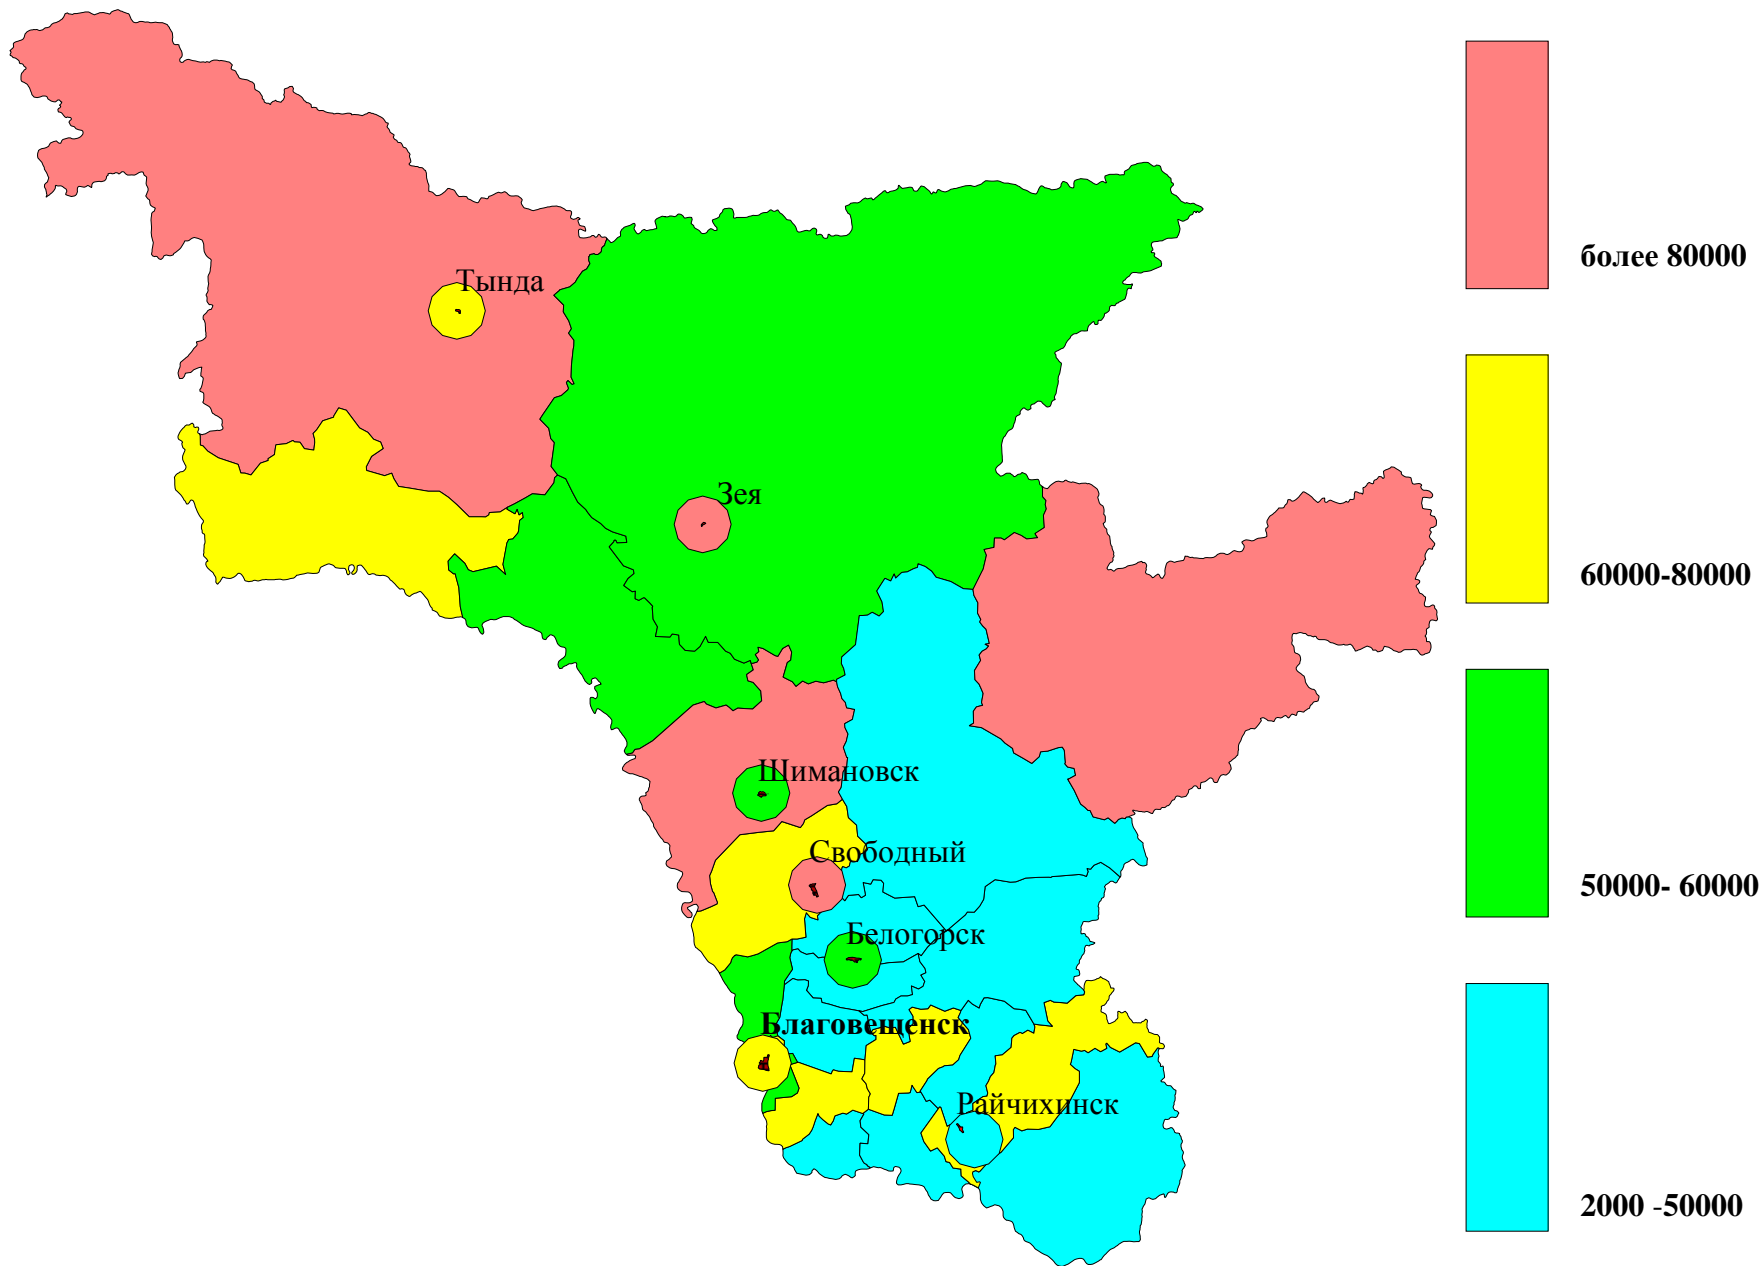 более 80000
Тында
Зея
60000-80000
Шимановск
Свободный
50000- 60000
Белогорск
Благовещенск
Райчихинск
2000 -50000